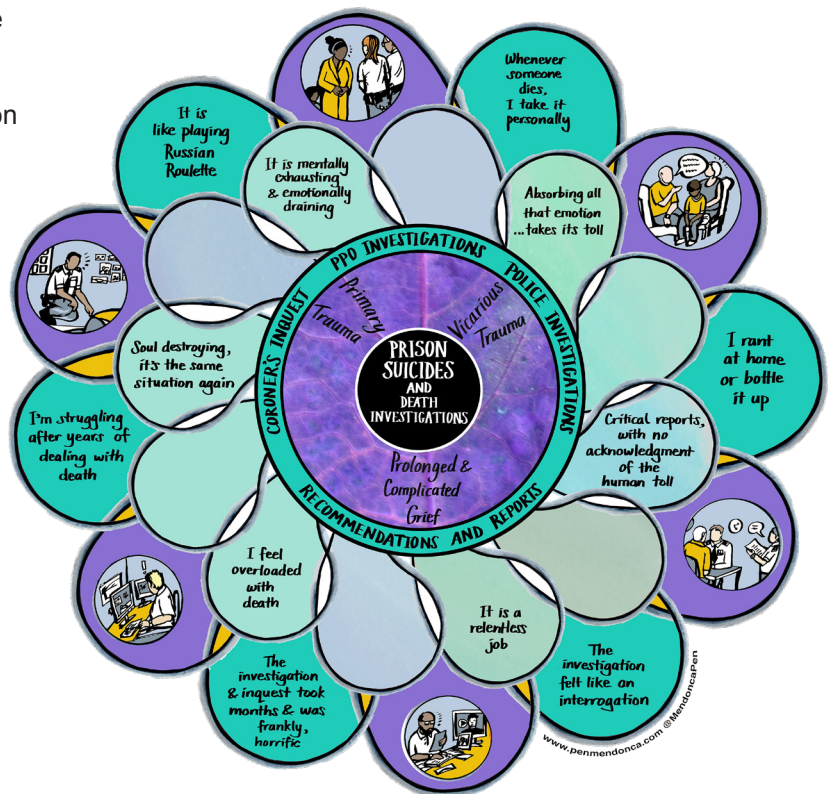 e
on
It is
like playing
Russian
Roulette
It is mentally
exhausting
& emotionally
draining
Whenever
someone
dies,
I take it
personally
Absorbing all
that emotion
...takes its toll
I rant
at home
or bottle
it up
Critical reports,
with no
acknowledgment
of the
human toll
The
investigation
felt like an
interrogation
It is a
relentless
job
The
investigation
& inquest took
months & was
frankly,
horrific
I feel
overloaded
with
death
I'm struggling
after years of
dealing with
death
Soul destroying,
it's the same
situation again
CORONER'S INQUEST
PPO INVESTIGATIONS
POLICE INVESTIGATIONS
RECOMMENDATIONS AND REPORTS
Primary
Trauma
Vicarious
Trauma
Prolonged &
Complicated
Grief
PRISON
SUICIDES
AND
DEATH
INVESTIGATIONS
www.penmendonca.com @MendoncaPen